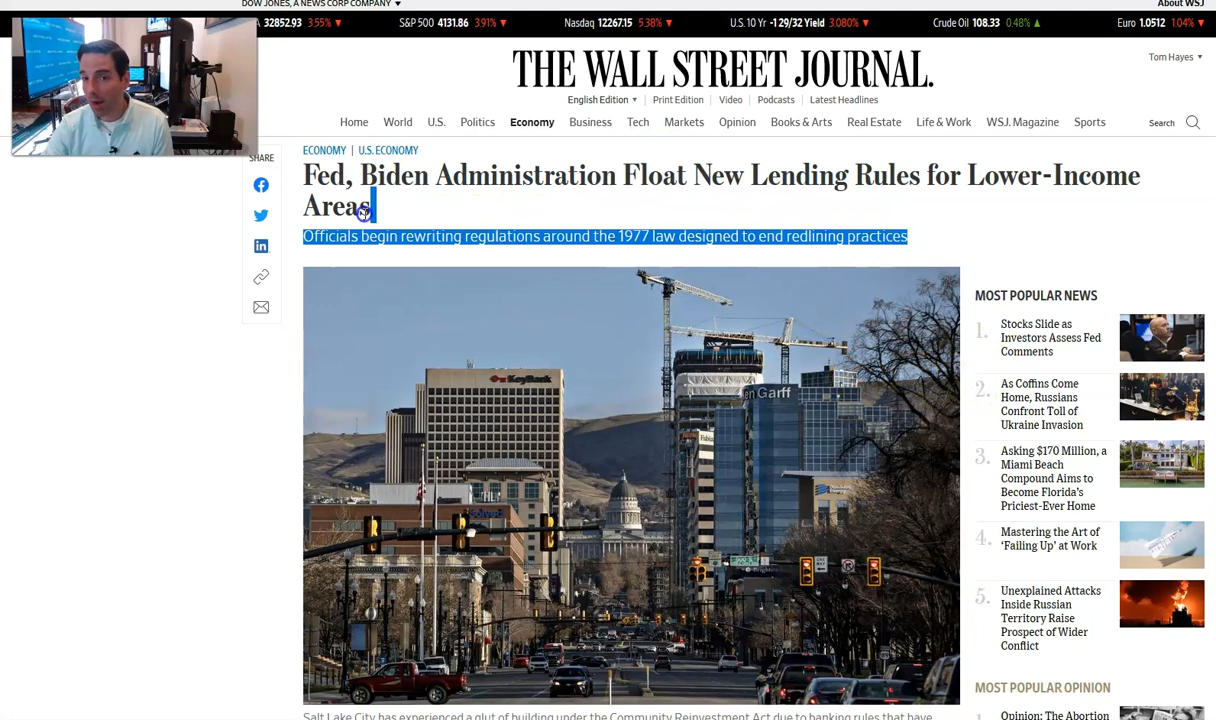 DOW JONES, A NEWS CORP COMPANY
32852.93 3.55% S&P 500 4131.86 3.91% Nasdaq 12267.15 5.38% U.S. 10 Yr -1 29/32 Yield 3.080% Crude Oil 108.33 0.48% Euro 1.0512 1.04%
About WSJ
THE WALL STREET JOURNAL.
Tom Hayes
English Edition Print Edition Video Podcasts Latest Headlines
Home World U.S. Politics Economy Business Tech Markets Opinion Books & Arts Real Estate Life & Work WSJ. Magazine Sports Search
SHARE
ECONOMY | U.S. ECONOMY
Fed, Biden Administration Float New Lending Rules for Lower-Income
Areas
Officials begin rewriting regulations around the 1977 law designed to end redlining practices
KeyBank
en Garff
MOST POPULAR NEWS
1. Stocks Slide as
Investors Assess Fed
Comments
2. As Coffins Come
Home, Russians
Confront Toll of
Ukraine Invasion
3. Asking $170 Million, a
Miami Beach
Compound Aims to
Become Florida's
Priciest-Ever Home
4. Mastering the Art of
'Failing Up' at Work
5. Unexplained Attacks
Inside Russian
Territory Raise
Prospect of Wider
Conflict
MOST POPULAR OPINION
Opinion: The Abortion
Salt Lake City has experienced a glut of building under the Community Reinvestment Act due to banking rules that have